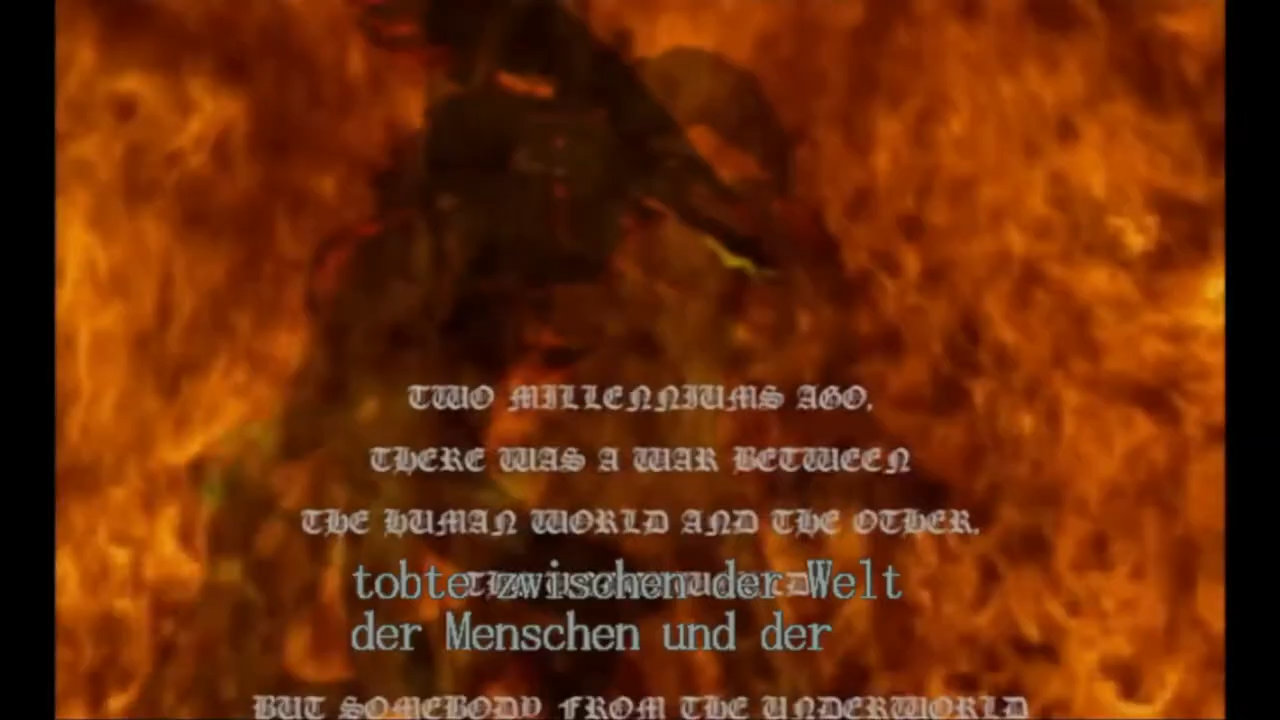 TWO MILLENNIUMS AGO,
THERE WAS A WAR BETWEEN
THE HUMAN WORLD AND THE OTHER,
tobte zwischen der Welt
der Menschen und der
BUT SOMEBODY FROM THE UNDERWORLD